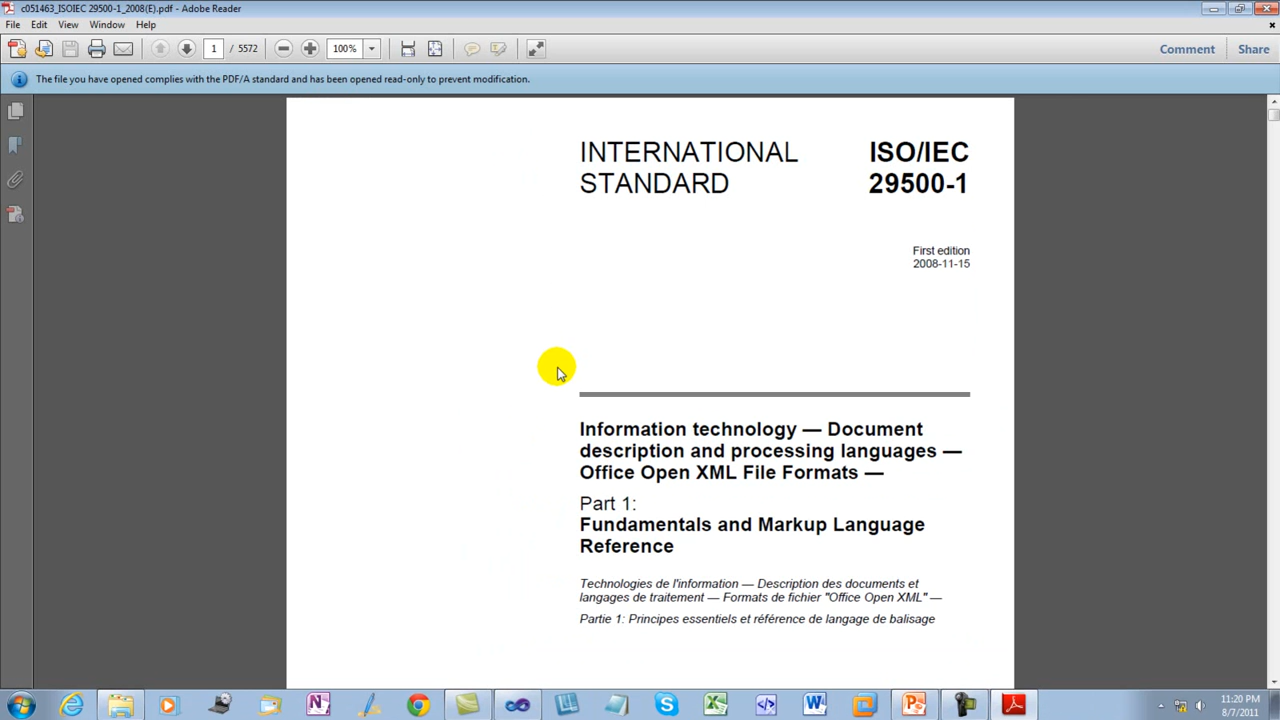 c051463_ISOIEC 29500-1_2008(E).pdf - Adobe Reader
File Edit View Window Help
1 / 5572 100% Comment Share
The file you have opened complies with the PDF/A standard and has been opened read-only to prevent modification.
INTERNATIONAL STANDARD
ISO/IEC 29500-1
First edition
2008-11-15
Information technology — Document
description and processing languages —
Office Open XML File Formats —
Part 1:
Fundamentals and Markup Language
Reference
Technologies de l'information — Description des documents et
langages de traitement — Formats de fichier "Office Open XML" —
Partie 1: Principes essentiels et référence de langage de balisage
11:20 PM
8/7/2011